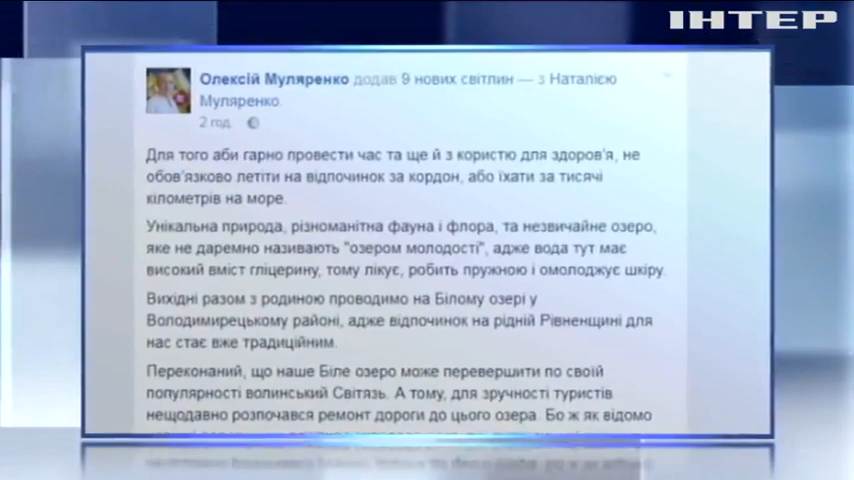 ІНТЕР
Олексій Муляренко додав 9 нових світлин — з Наталією
Муляренко.
2 год.
Для того аби гарно провести час та ще й з користю для здоров'я, не
обов'язково летіти на відпочинок за кордон, або їхати за тисячі
кілометрів на море.
Унікальна природа, різноманітна фауна і флора, та незвичайне озеро,
яке не даремно називають "озером молодості", адже вода тут має
високий вміст гліцерину, тому лікує, робить пружною і омолоджує шкіру.
Вихідні разом з родиною проводимо на Білому озері у
Володимирецькому районі, адже відпочинок на рідній Рівненщині для
нас стає вже традиційним.
Переконаний, що наше Біле озеро може перевершити по своїй
популярності волинський Світязь. А тому, для зручності туристів
нещодавно розпочався ремонт дороги до цього озера. Бо ж як відомо